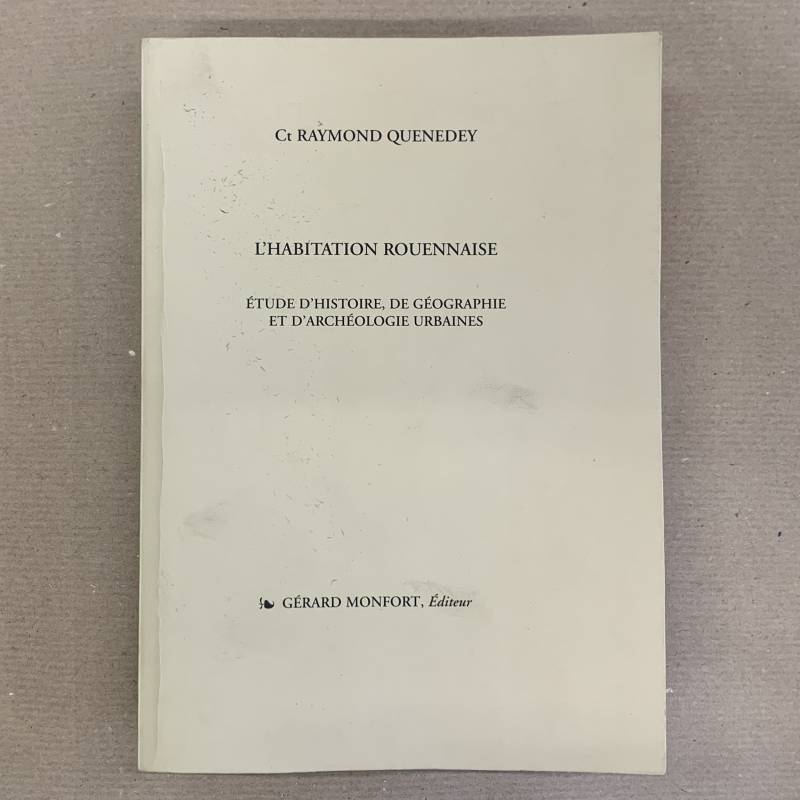 Ct RAYMOND QUENEDEY
L'HABITATION ROUENNAISE
ÉTUDE D'HISTOIRE, DE GÉOGRAPHIE
ET D'ARCHÉOLOGIE URBAINES
GÉRARD MONFORT, Éditeur